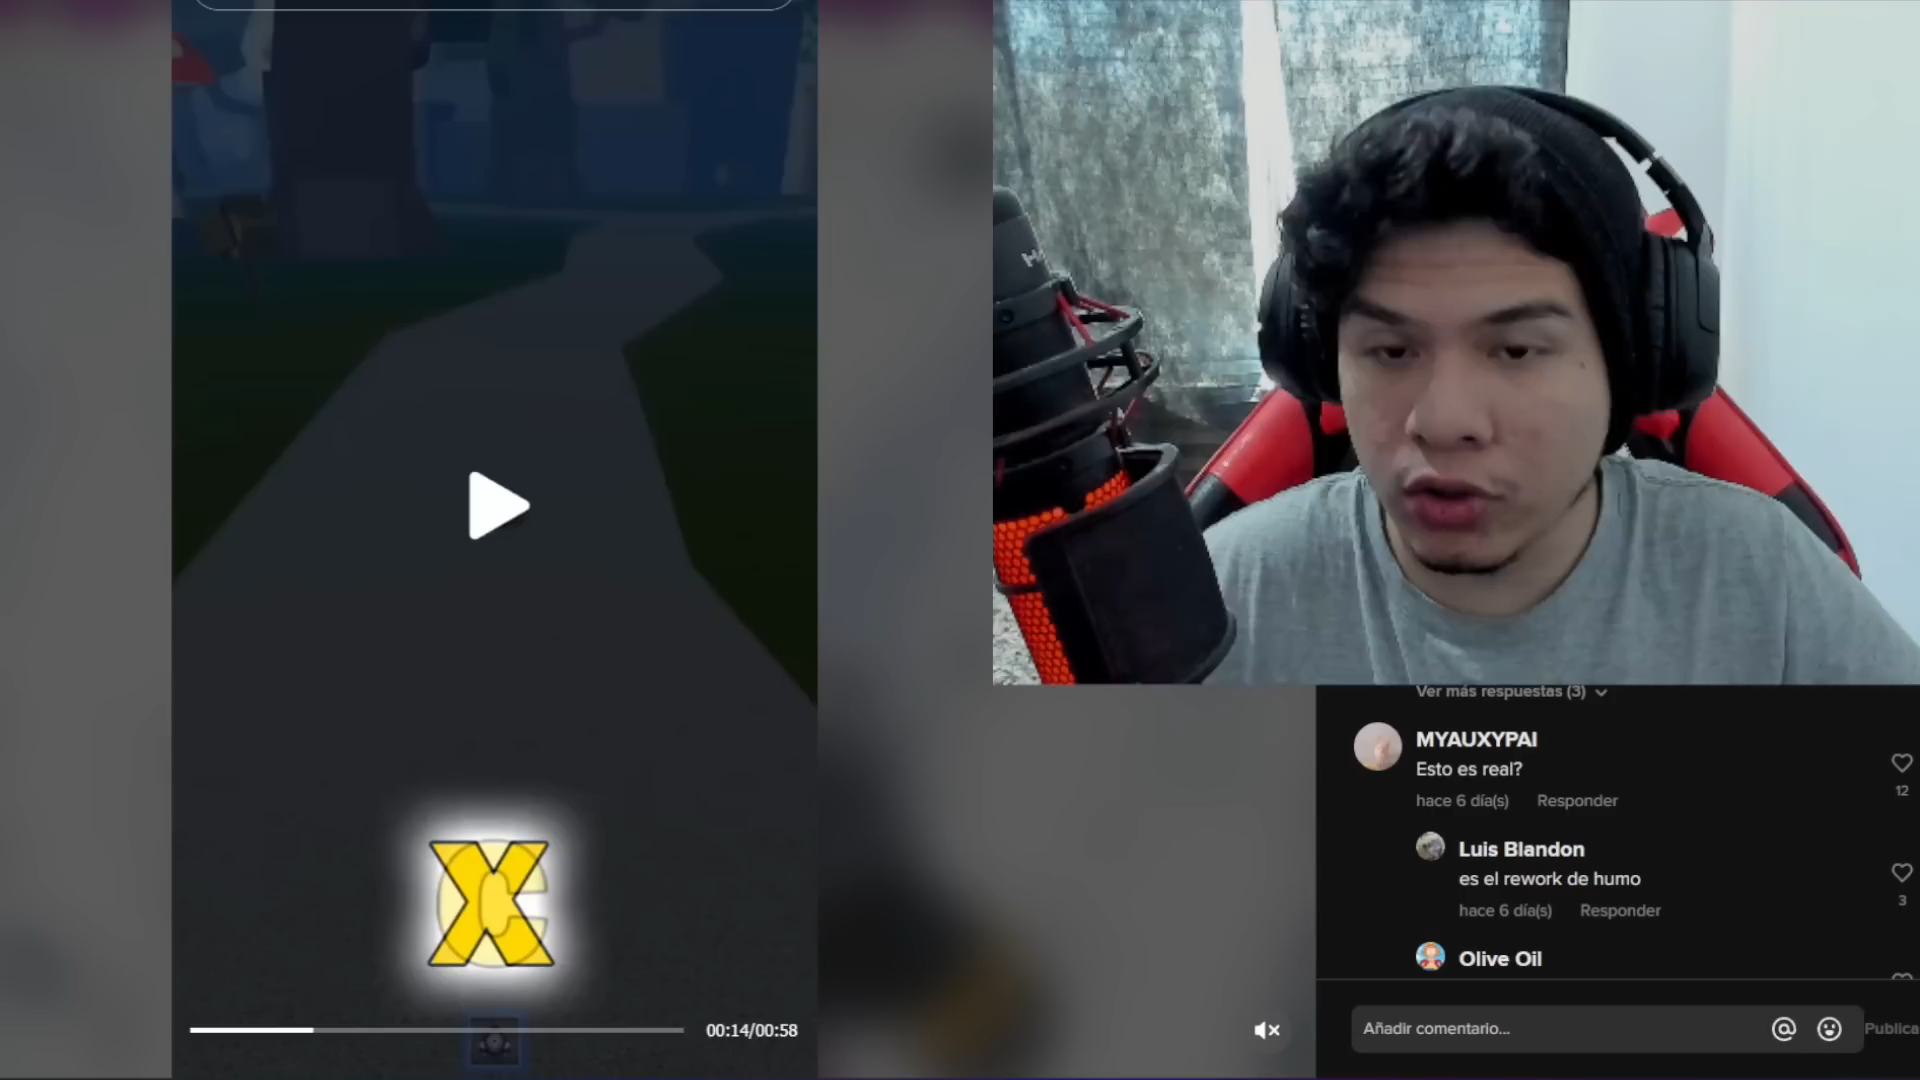 XC
00:14/00:58
Ver más respuestas (3)
MYAUXYPAI
Esto es real?
hace 6 día(s) Responder
12
Luis Blandon
es el rework de humo
hace 6 día(s) Responder
3
Olive Oil
Añadir comentario...
Publica